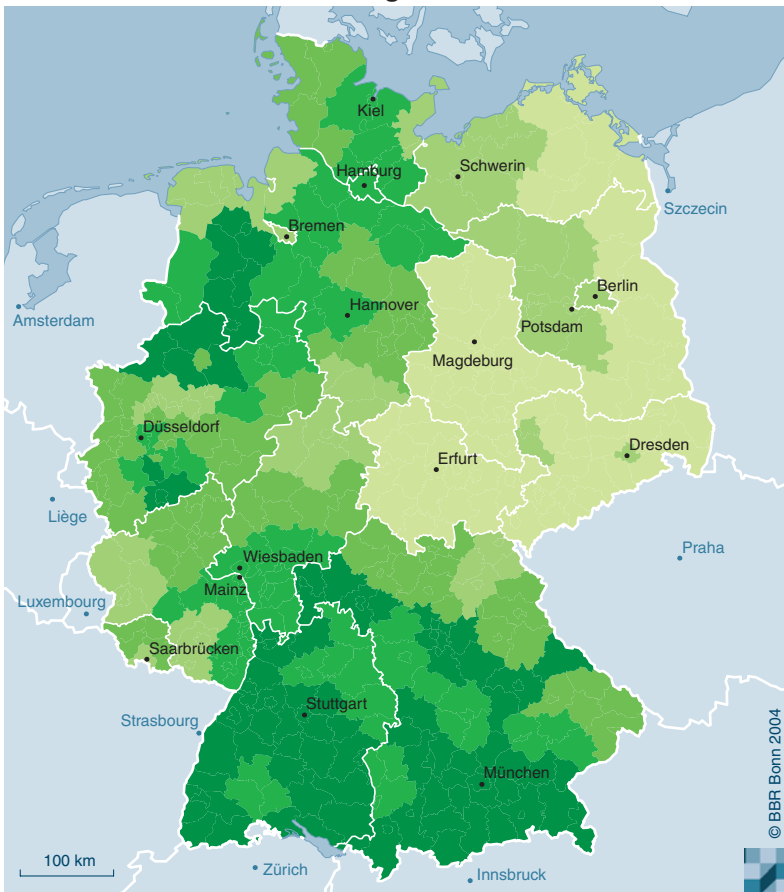 Kiel
Hamburg
Schwerin
Szczecin
Bremen
Berlin
Hannover
Amsterdam
Potsdam
Magdeburg
Düsseldorf
Dresden
Erfurt
Liège
Praha
Wiesbaden
Mainz
Luxembourg
Saarbrücken
Stuttgart
Strasbourg
München
© BBR Bonn 2004
100 km
Zürich
Innsbruck